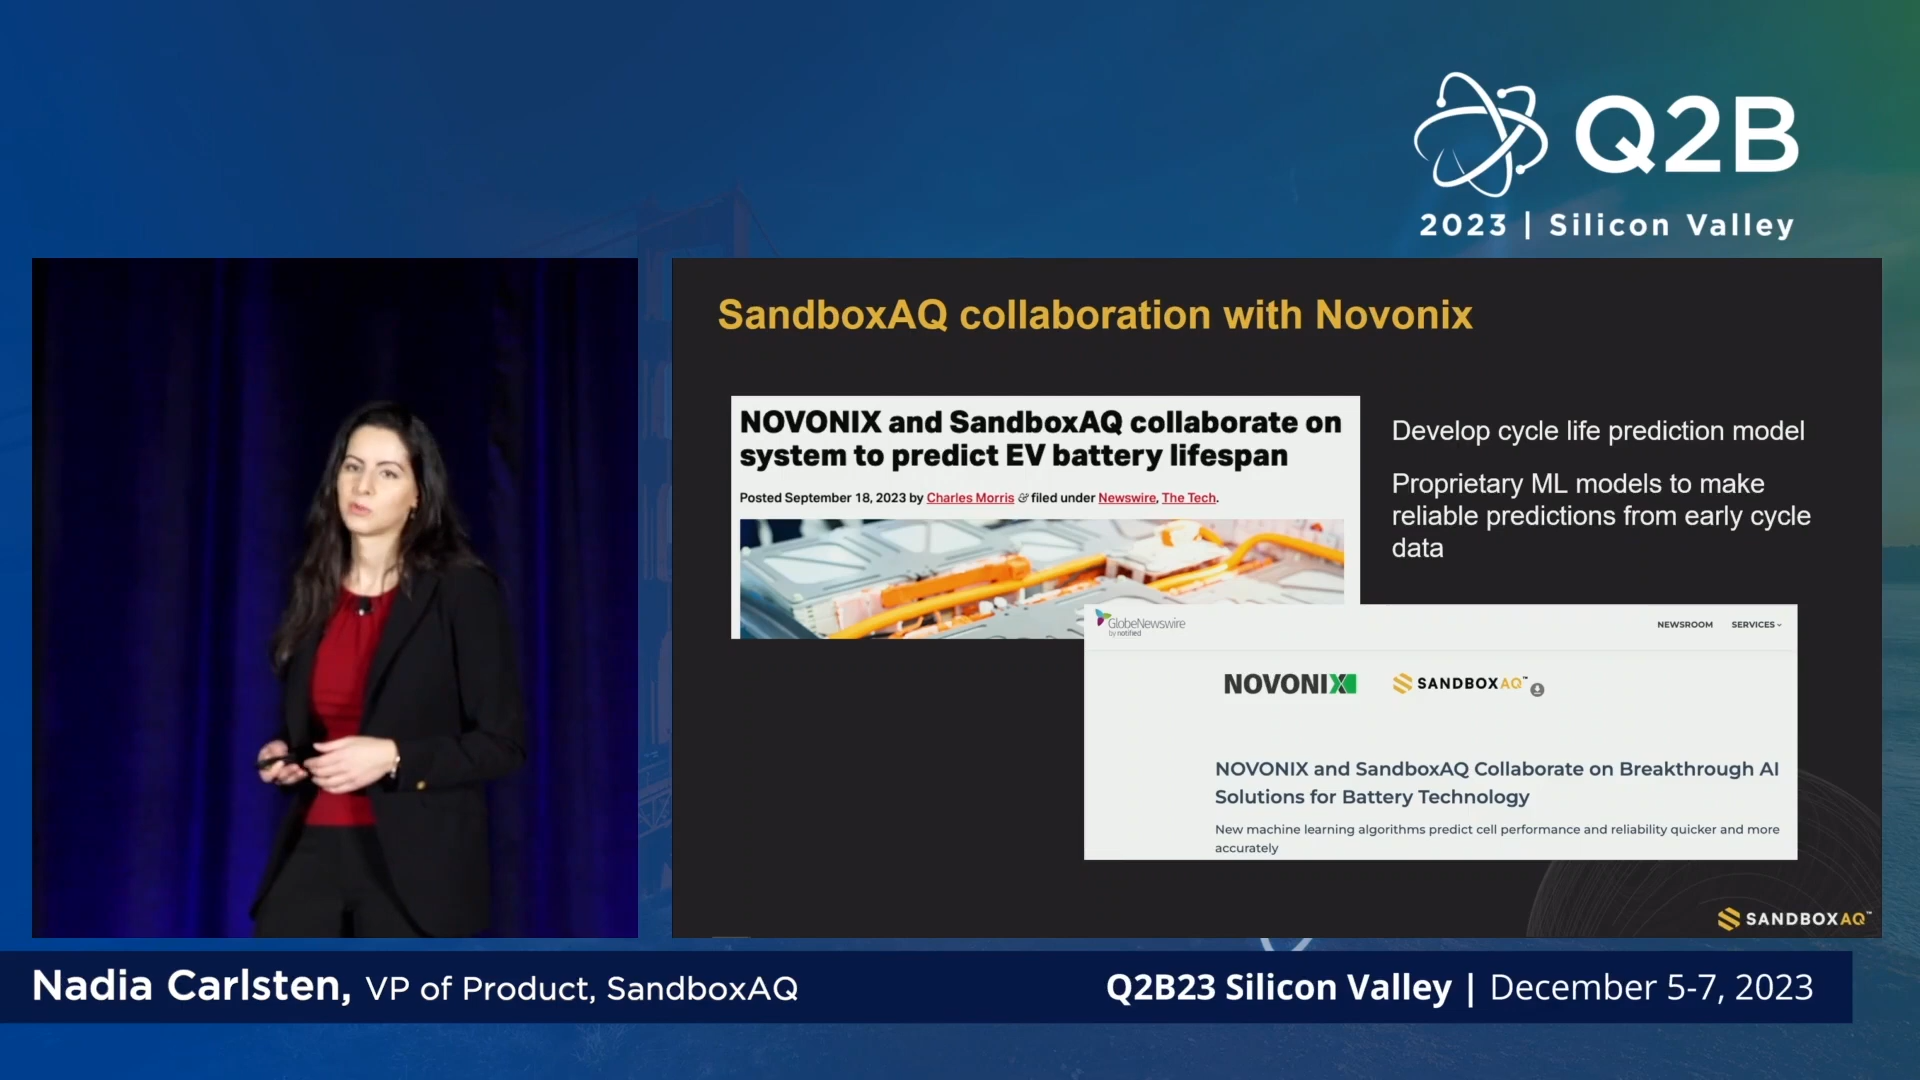 Q2B
2023 | Silicon Valley
SandboxAQ collaboration with Novonix
NOVONIX and SandboxAQ collaborate on
system to predict EV battery lifespan
Posted September 18, 2023 by Charles Morris & filed under Newswire, The Tech.
Develop cycle life prediction model
Proprietary ML models to make
reliable predictions from early cycle
data
GlobeNewswire
by notified
NEWSROOM SERVICES
NOVONIX SANDBOXAQ™
NOVONIX and SandboxAQ Collaborate on Breakthrough AI
Solutions for Battery Technology
New machine learning algorithms predict cell performance and reliability quicker and more
accurately
SANDBOXAQ™
Nadia Carlsten, VP of Product, SandboxAQ
Q2B23 Silicon Valley | December 5-7, 2023